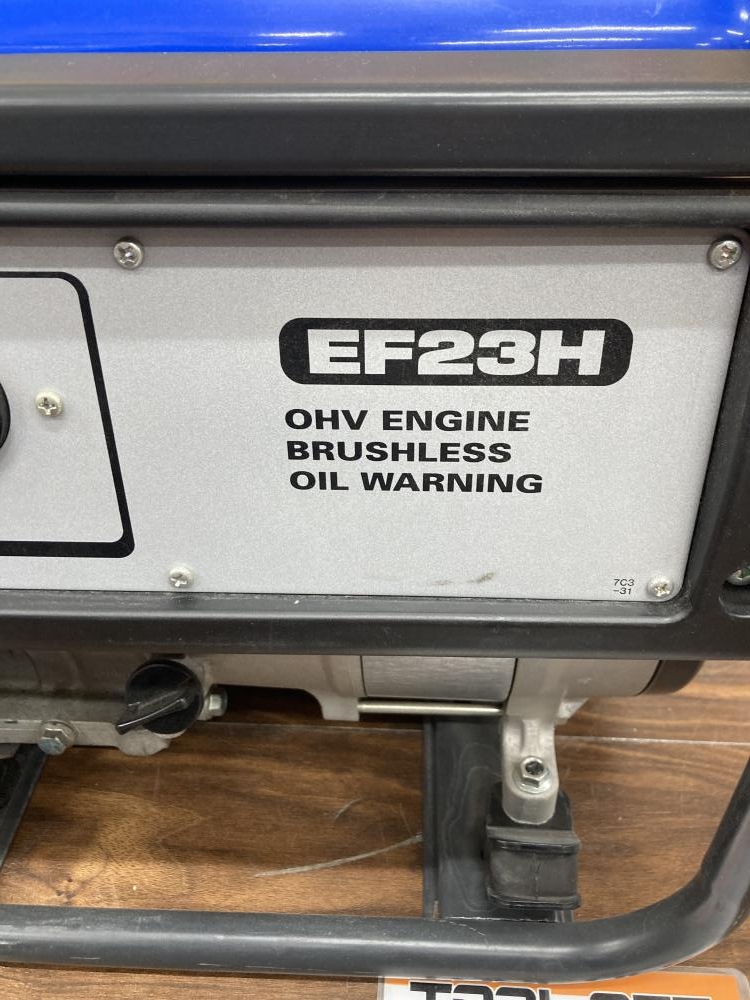 EF23H
OHV ENGINE
BRUSHLESS
OIL WARNING
7C3
-31